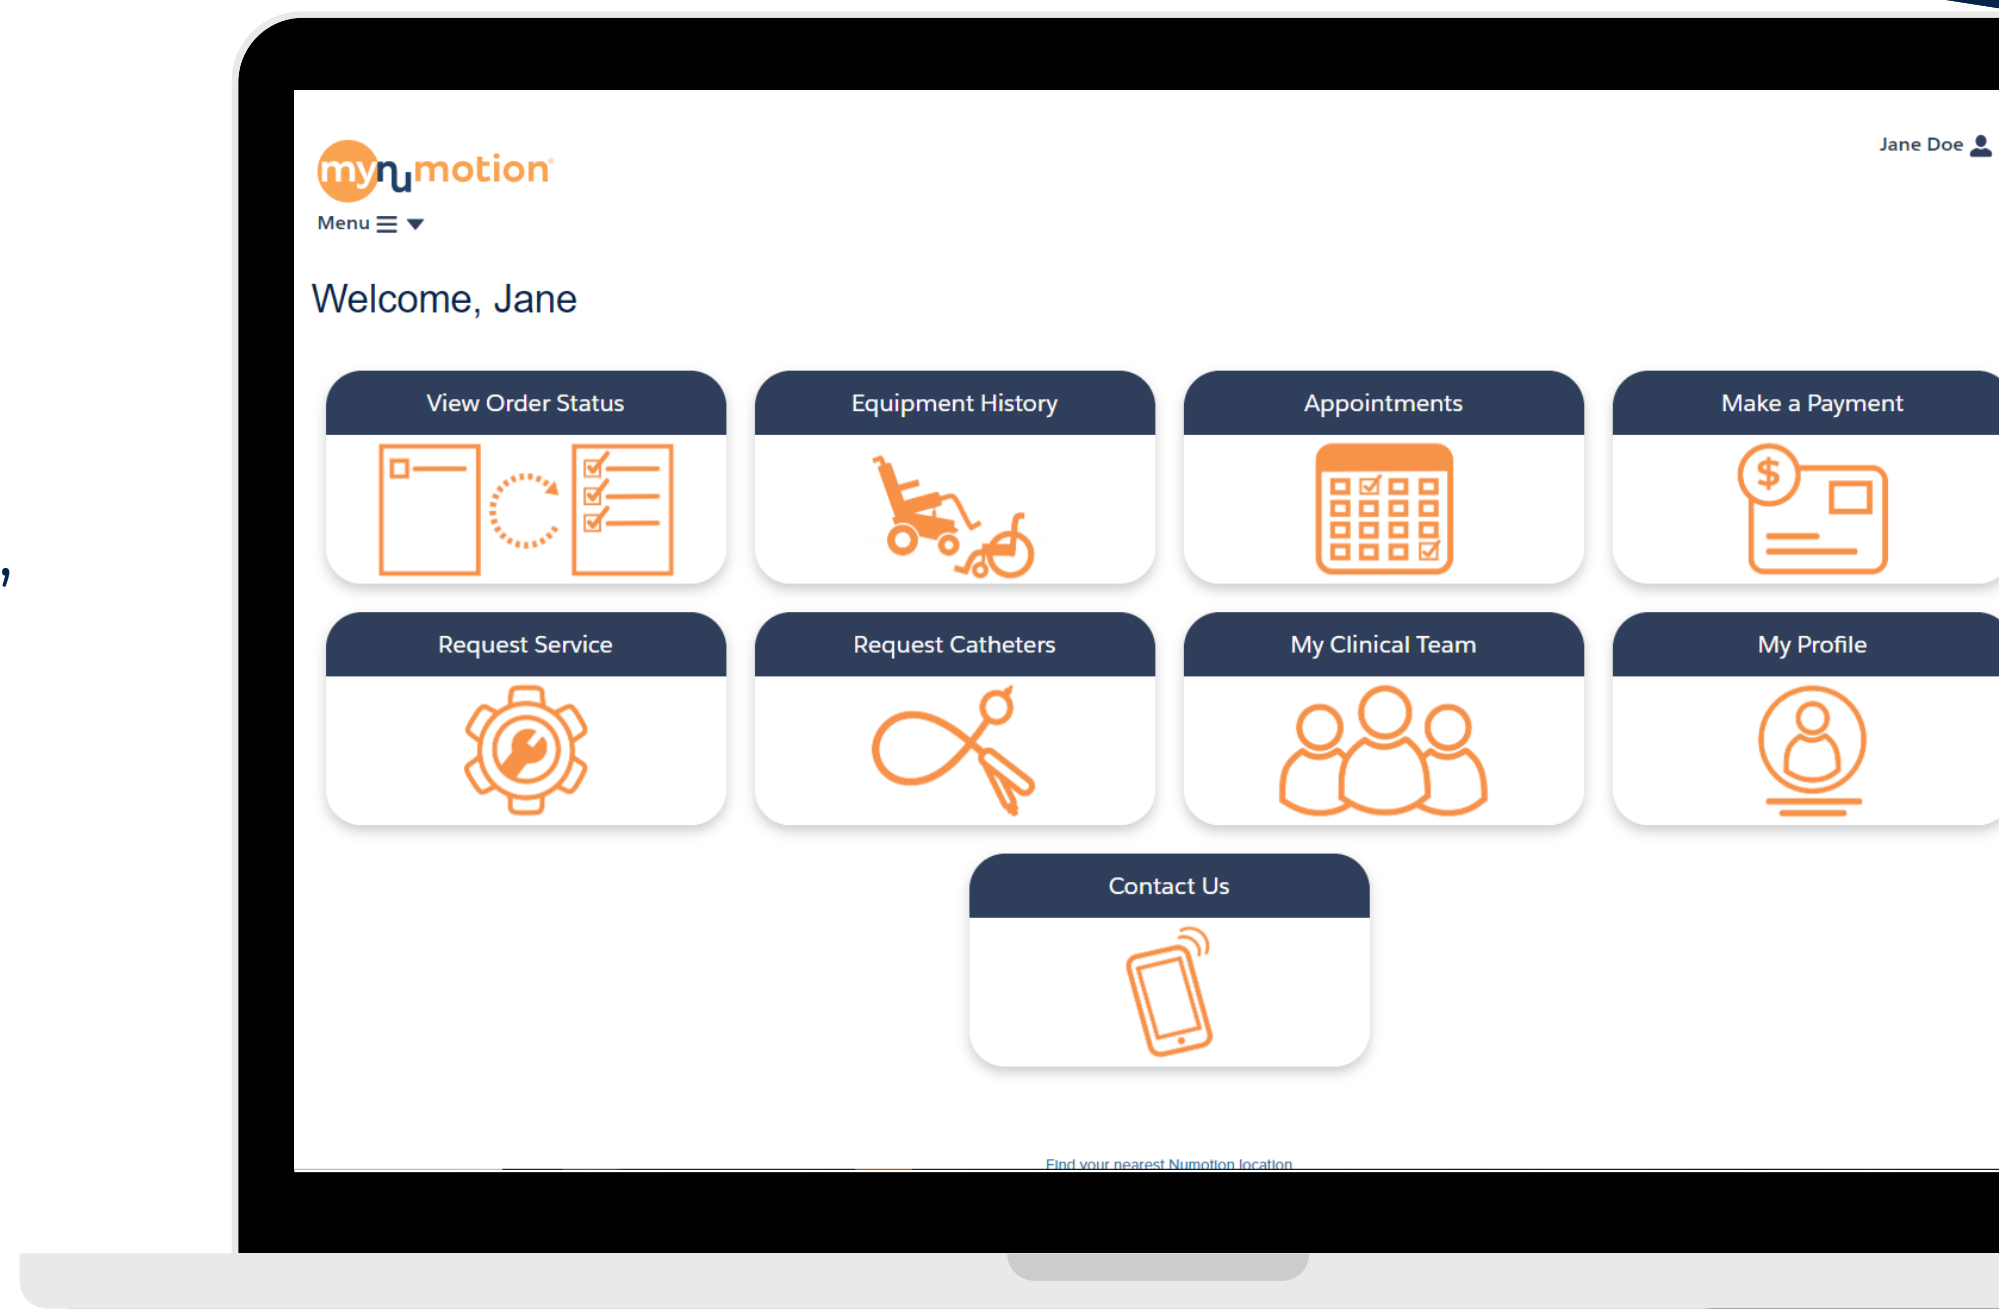 mynumotion®
Jane Doe
Menu
Welcome, Jane
View Order Status
Equipment History
Appointments
Make a Payment
$
Request Service
Request Catheters
My Clinical Team
My Profile
Contact Us
Find your nearest Numotion location
,